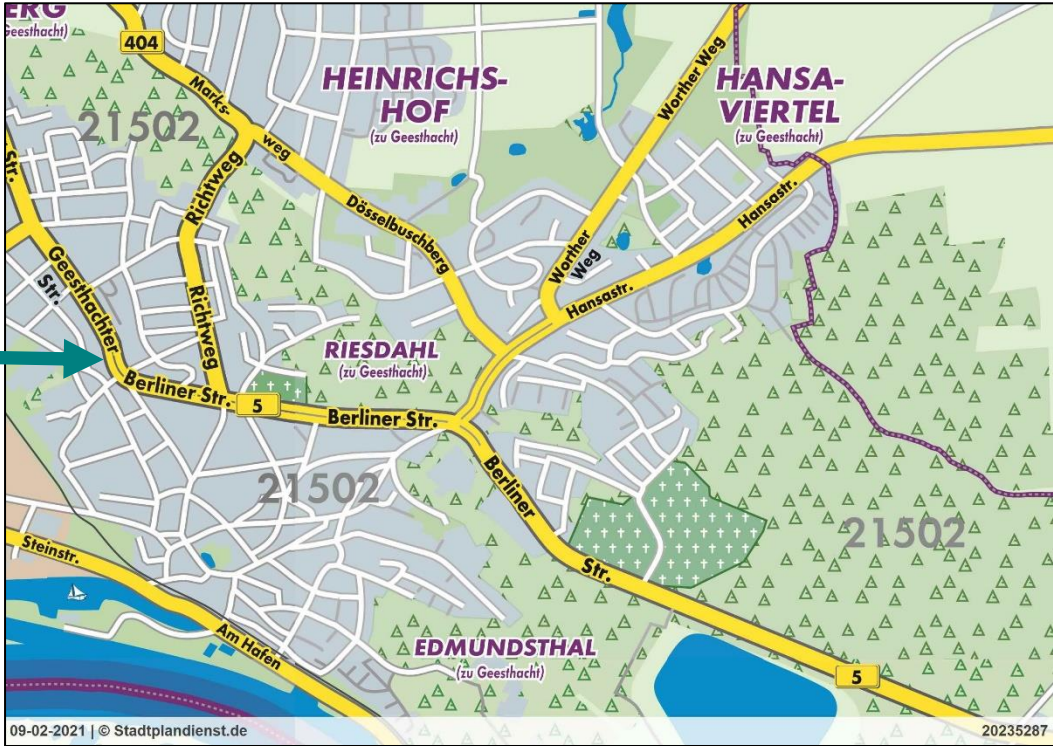 ERG
Geesthacht)
404
Marks-
weg
HEINRICHS-
HOF
(zu Geesthacht)
Worther Weg
HANSA-
VIERTEL
(zu Geesthacht)
21502
Str.
Richtweg
Dösselbuschberg
Hansastr.
Geesthachter
Str.
Worther
Weg
Hansastr.
Richtweg
RIESDAHL
(zu Geesthacht)
Berliner Str.
5
Berliner Str.
21502
Berliner
Str.
21502
Steinstr.
Am Hafen
EDMUNDSTHAL
(zu Geesthacht)
5
09-02-2021 | © Stadtplandienst.de
20235287